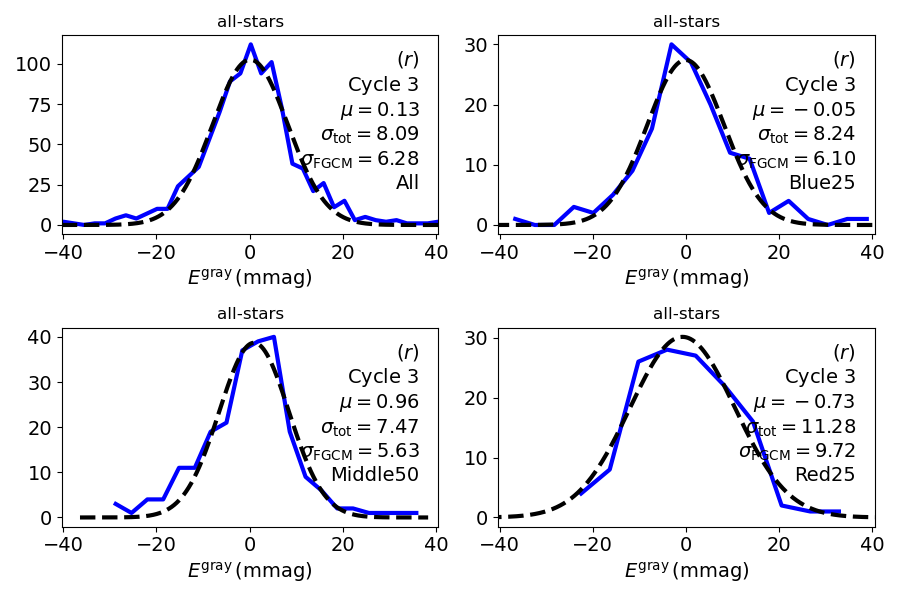 all-stars
100
75
50
25
0
(r)
Cycle 3
μ = 0.13
σtot = 8.09
σFGCM = 6.28
All
−40 −20 0 20 40
E^gray (mmag)
all-stars
30
20
10
0
(r)
Cycle 3
μ = −0.05
σtot = 8.24
σFGCM = 6.10
Blue25
−40 −20 0 20 40
E^gray (mmag)
all-stars
40
30
20
10
0
(r)
Cycle 3
μ = 0.96
σtot = 7.47
σFGCM = 5.63
Middle50
−40 −20 0 20 40
E^gray (mmag)
all-stars
30
20
10
0
(r)
Cycle 3
μ = −0.73
σtot = 11.28
σFGCM = 9.72
Red25
−40 −20 0 20 40
E^gray (mmag)